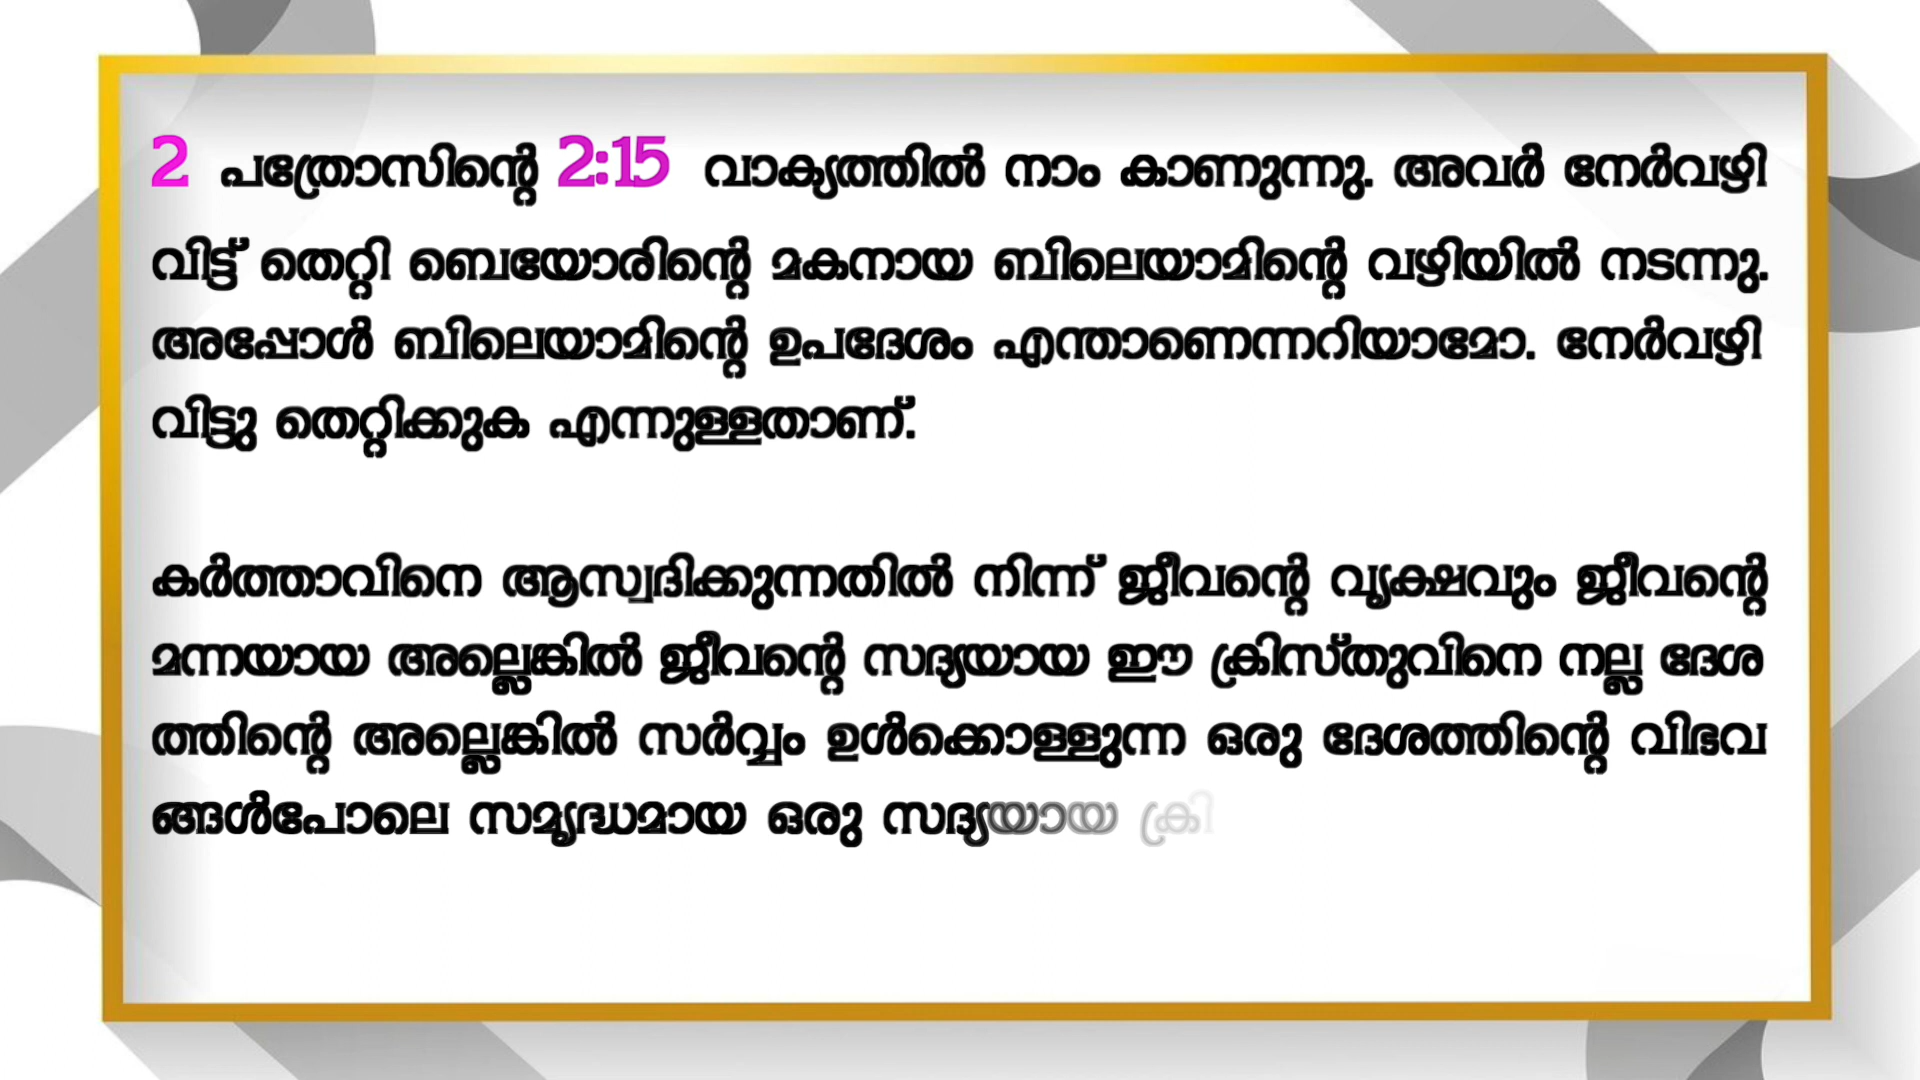 2 പത്രോസിന്റെ 2:15 വാക്യത്തിൽ നാം കാണുന്നു. അവർ നേർവഴി
വിട്ട് തെറ്റി ബെയോരിന്റെ മകനായ ബിലെയാമിന്റെ വഴിയിൽ നടന്നു.
അപ്പോൾ ബിലെയാമിന്റെ ഉപദേശം എന്താണെന്നറിയാമോ. നേർവഴി
വിട്ടു തെറ്റിക്കുക എന്നുള്ളതാണ്.
കർത്താവിനെ ആസ്വദിക്കുന്നതിൽ നിന്ന് ജീവന്റെ വൃക്ഷവും ജീവന്റെ
മന്നയായ അല്ലെങ്കിൽ ജീവന്റെ സദ്യയായ ഈ ക്രിസ്തുവിനെ നല്ല ദേശ
ത്തിന്റെ അല്ലെങ്കിൽ സർവ്വം ഉൾക്കൊള്ളുന്ന ഒരു ദേശത്തിന്റെ വിഭവ
ങ്ങൾപോലെ സമൃദ്ധമായ ഒരു സദ്യയായ ക്രി